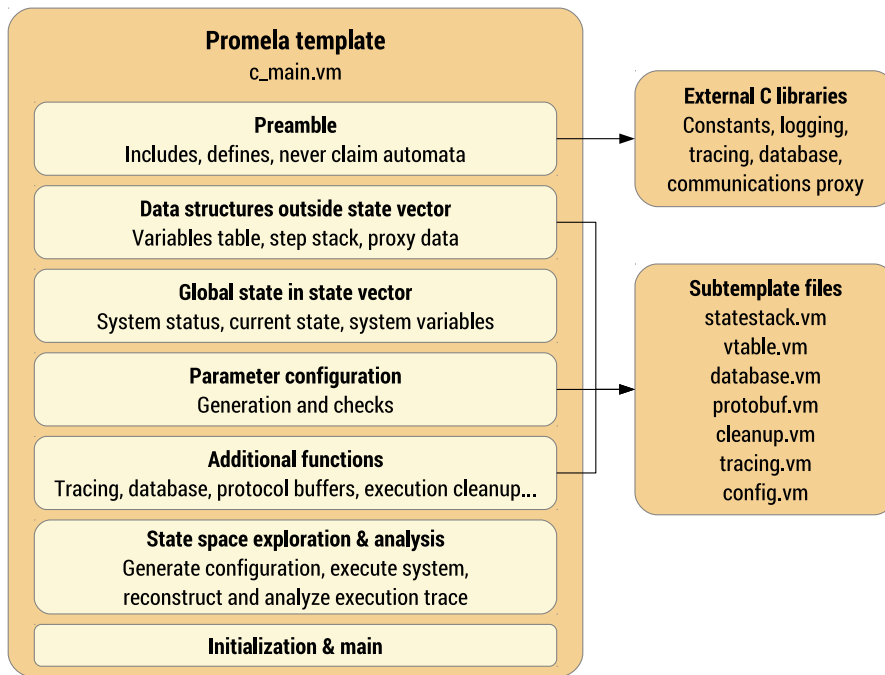 Promela template
c_main.vm
Preamble
Includes, defines, never claim automata
Data structures outside state vector
Variables table, step stack, proxy data
Global state in state vector
System status, current state, system variables
Parameter configuration
Generation and checks
Additional functions
Tracing, database, protocol buffers, execution cleanup...
State space exploration & analysis
Generate configuration, execute system,
reconstruct and analyze execution trace
Initialization & main
External C libraries
Constants, logging,
tracing, database,
communications proxy
Subtemplate files
statestack.vm
vtable.vm
database.vm
protobuf.vm
cleanup.vm
tracing.vm
config.vm